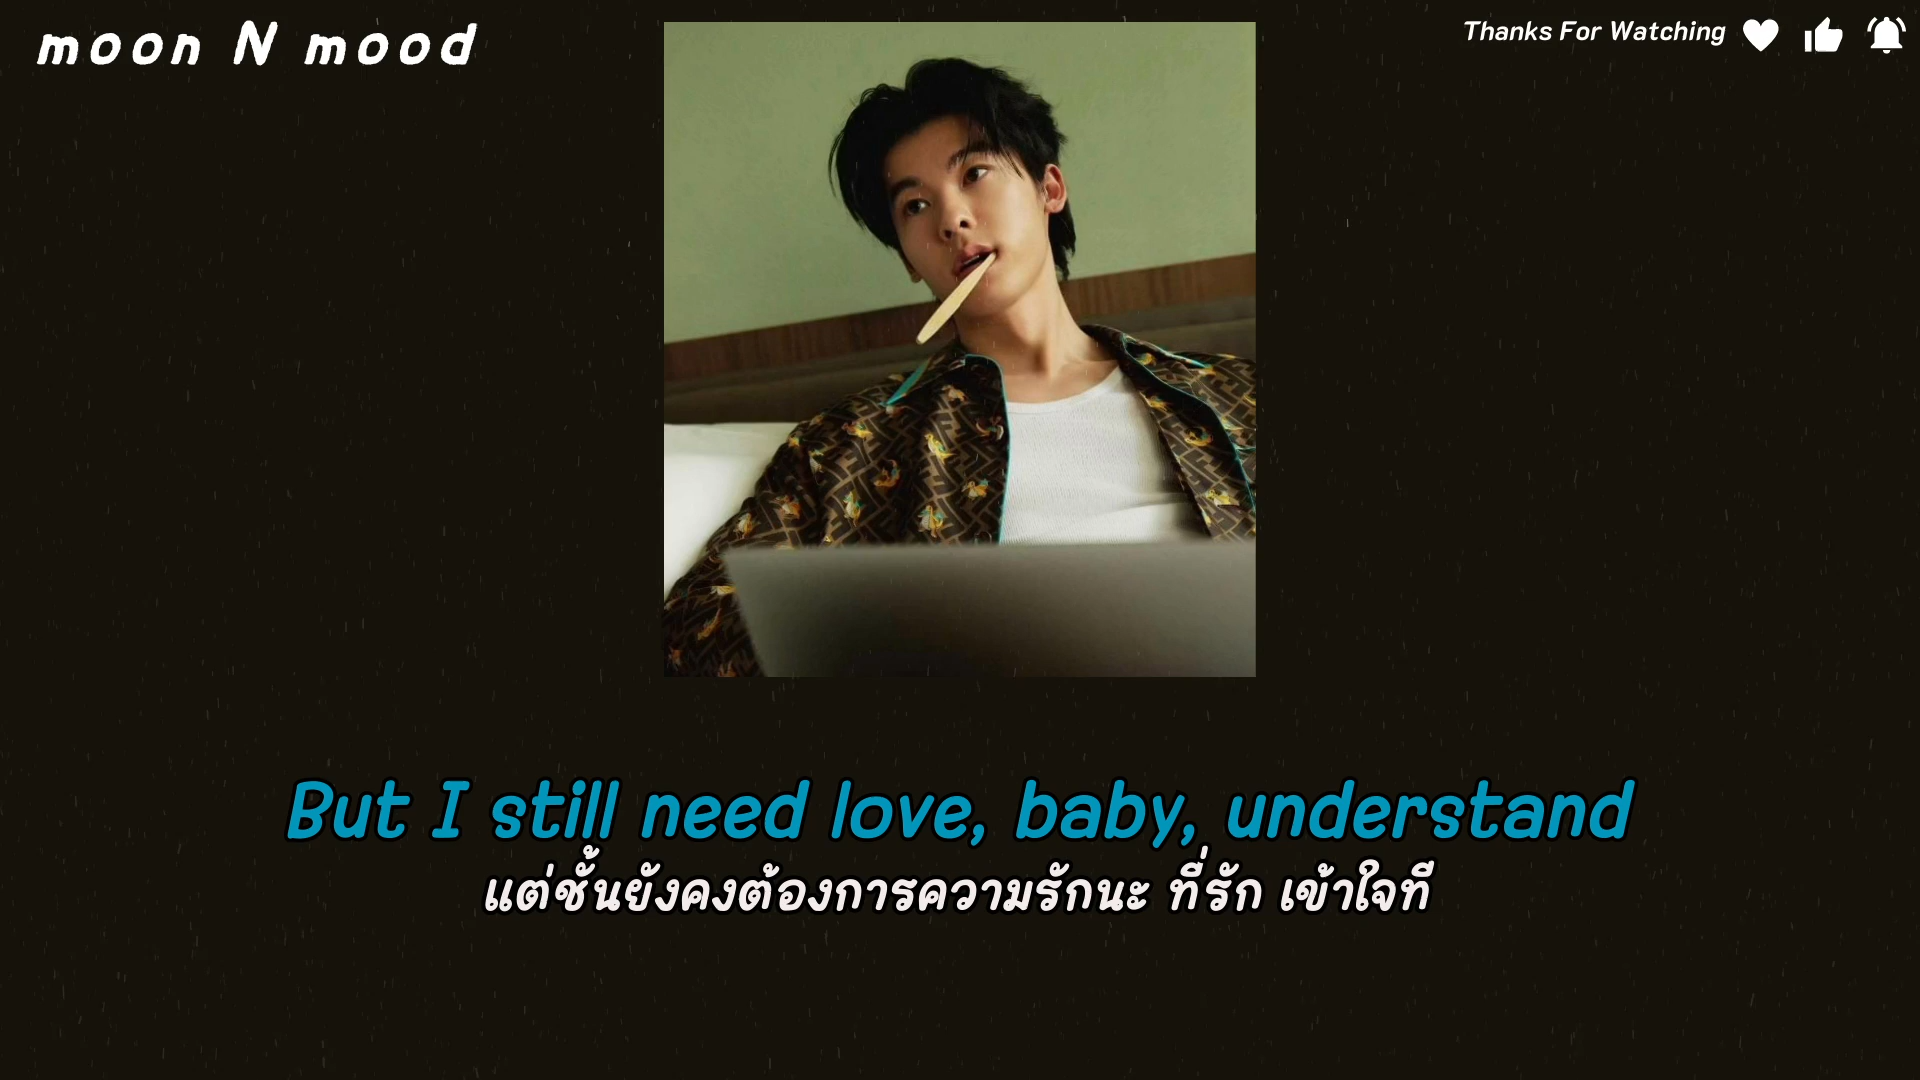 moon N mood
Thanks For Watching
But I still need love, baby, understand
แต่ชั้นยังคงต้องการความรักนะ ที่รัก เข้าใจที